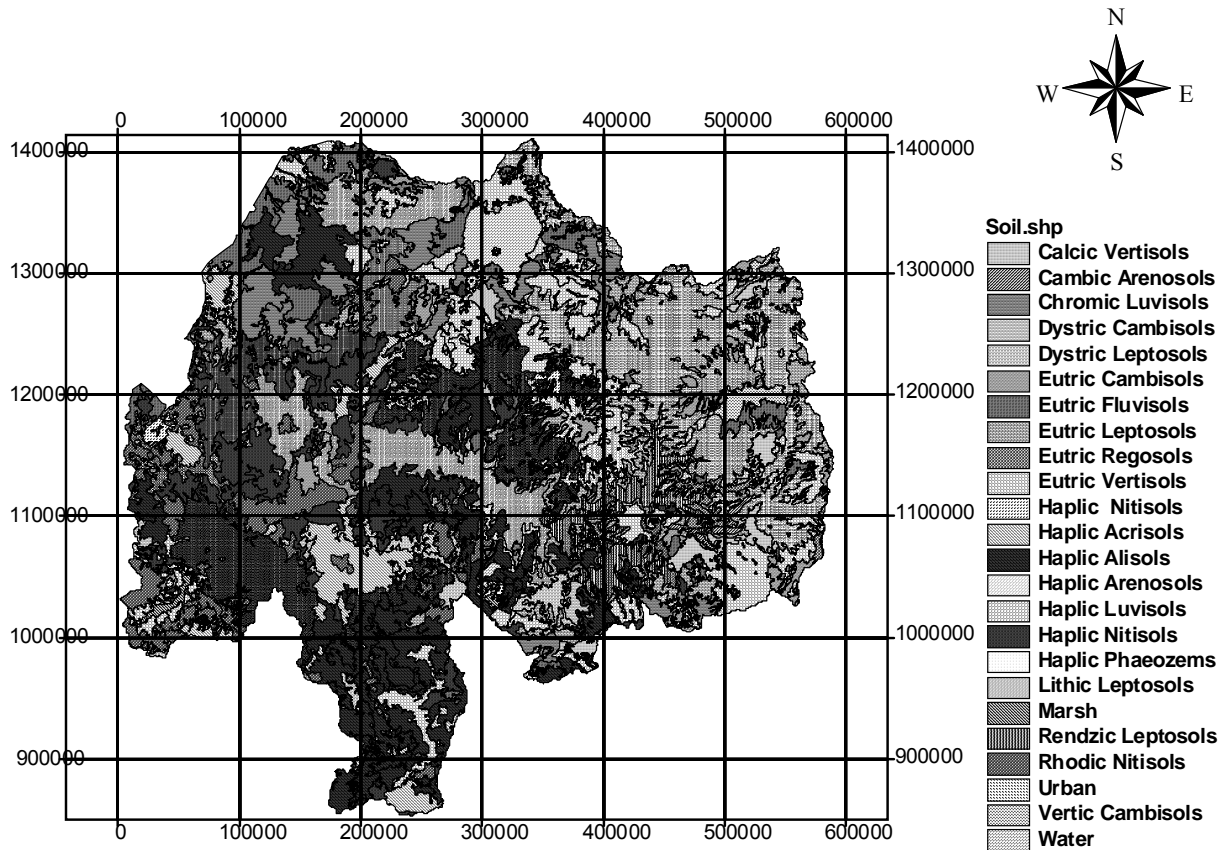 N
W E
S
0 100000 200000 300000 400000 500000 600000
1400000 1400000
1300000 1300000
1200000 1200000
1100000 1100000
1000000 1000000
900000 900000
0 100000 200000 300000 400000 500000 600000
Soil.shp
Calcic Vertisols
Cambic Arenosols
Chromic Luvisols
Dystric Cambisols
Dystric Leptosols
Eutric Cambisols
Eutric Fluvisols
Eutric Leptosols
Eutric Regosols
Eutric Vertisols
Haplic  Nitisols
Haplic Acrisols
Haplic Alisols
Haplic Arenosols
Haplic Luvisols
Haplic Nitisols
Haplic Phaeozems
Lithic Leptosols
Marsh
Rendzic Leptosols
Rhodic Nitisols
Urban
Vertic Cambisols
Water